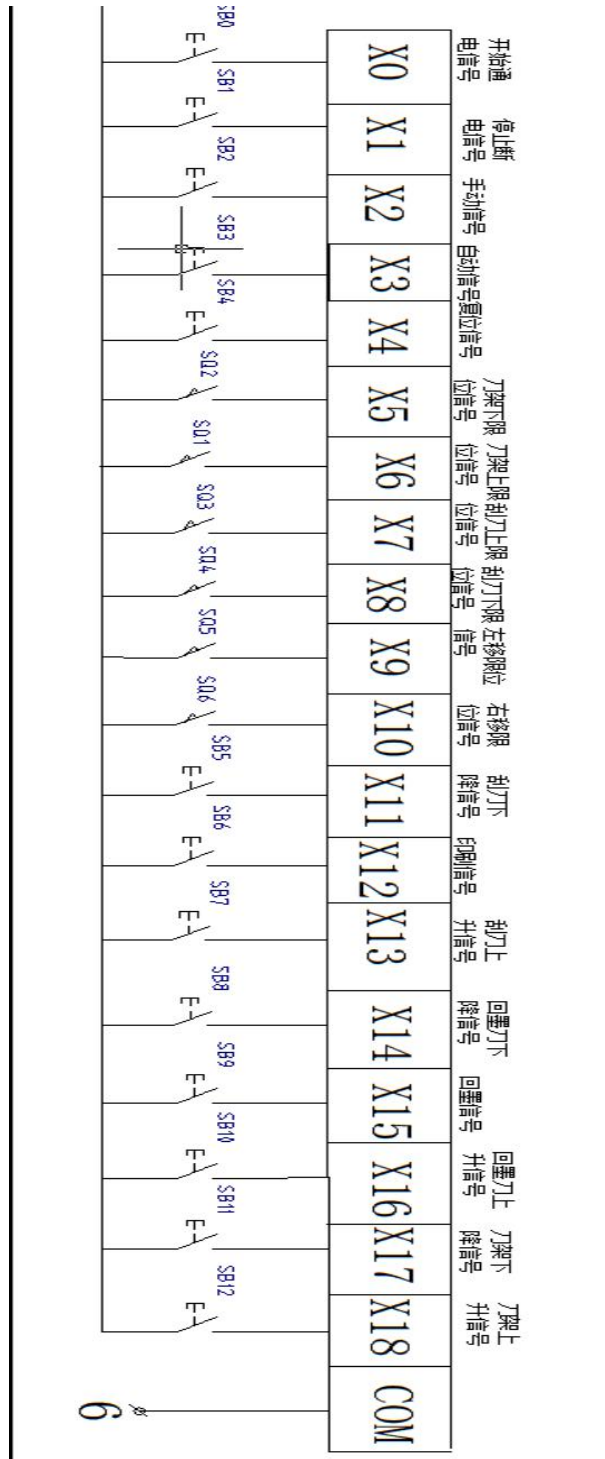 SB0
X0
开始通
电信号
SB1
X1
停止断
电信号
SB2
X2
手动信号
SB3
X3
自动信号
SB4
X4
复位信号
SQ2
X5
刀架下限
位信号
SQ1
X6
刀架上限
位信号
SQ3
X7
刮刀上限
位信号
SQ4
X8
刮刀下限
位信号
SQ5
X9
左移限位
信号
SQ6
X10
右移限
位信号
SB5
X11
刮刀下
降信号
SB6
X12
印刷信号
SB7
X13
刮刀上
升信号
SB8
X14
回墨刀下
降信号
SB9
X15
回墨信号
SB10
X16
回墨刀上
升信号
SB11
X17
刀架下
降信号
SB12
X18
刀架上
升信号
6
COM